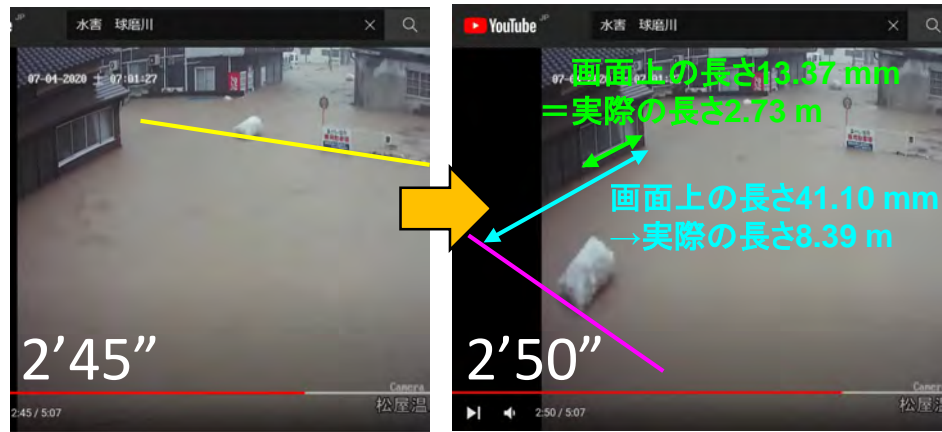 水害 球磨川
07-04-2020 土 07:01:27
2’45”
Camera
松屋温
2:45 / 5:07
YouTube JP
水害 球磨川
画面上の長さ13.37 mm
＝実際の長さ2.73 m
画面上の長さ41.10 mm
→実際の長さ8.39 m
2’50”
Camera
松屋温
2:50 / 5:07